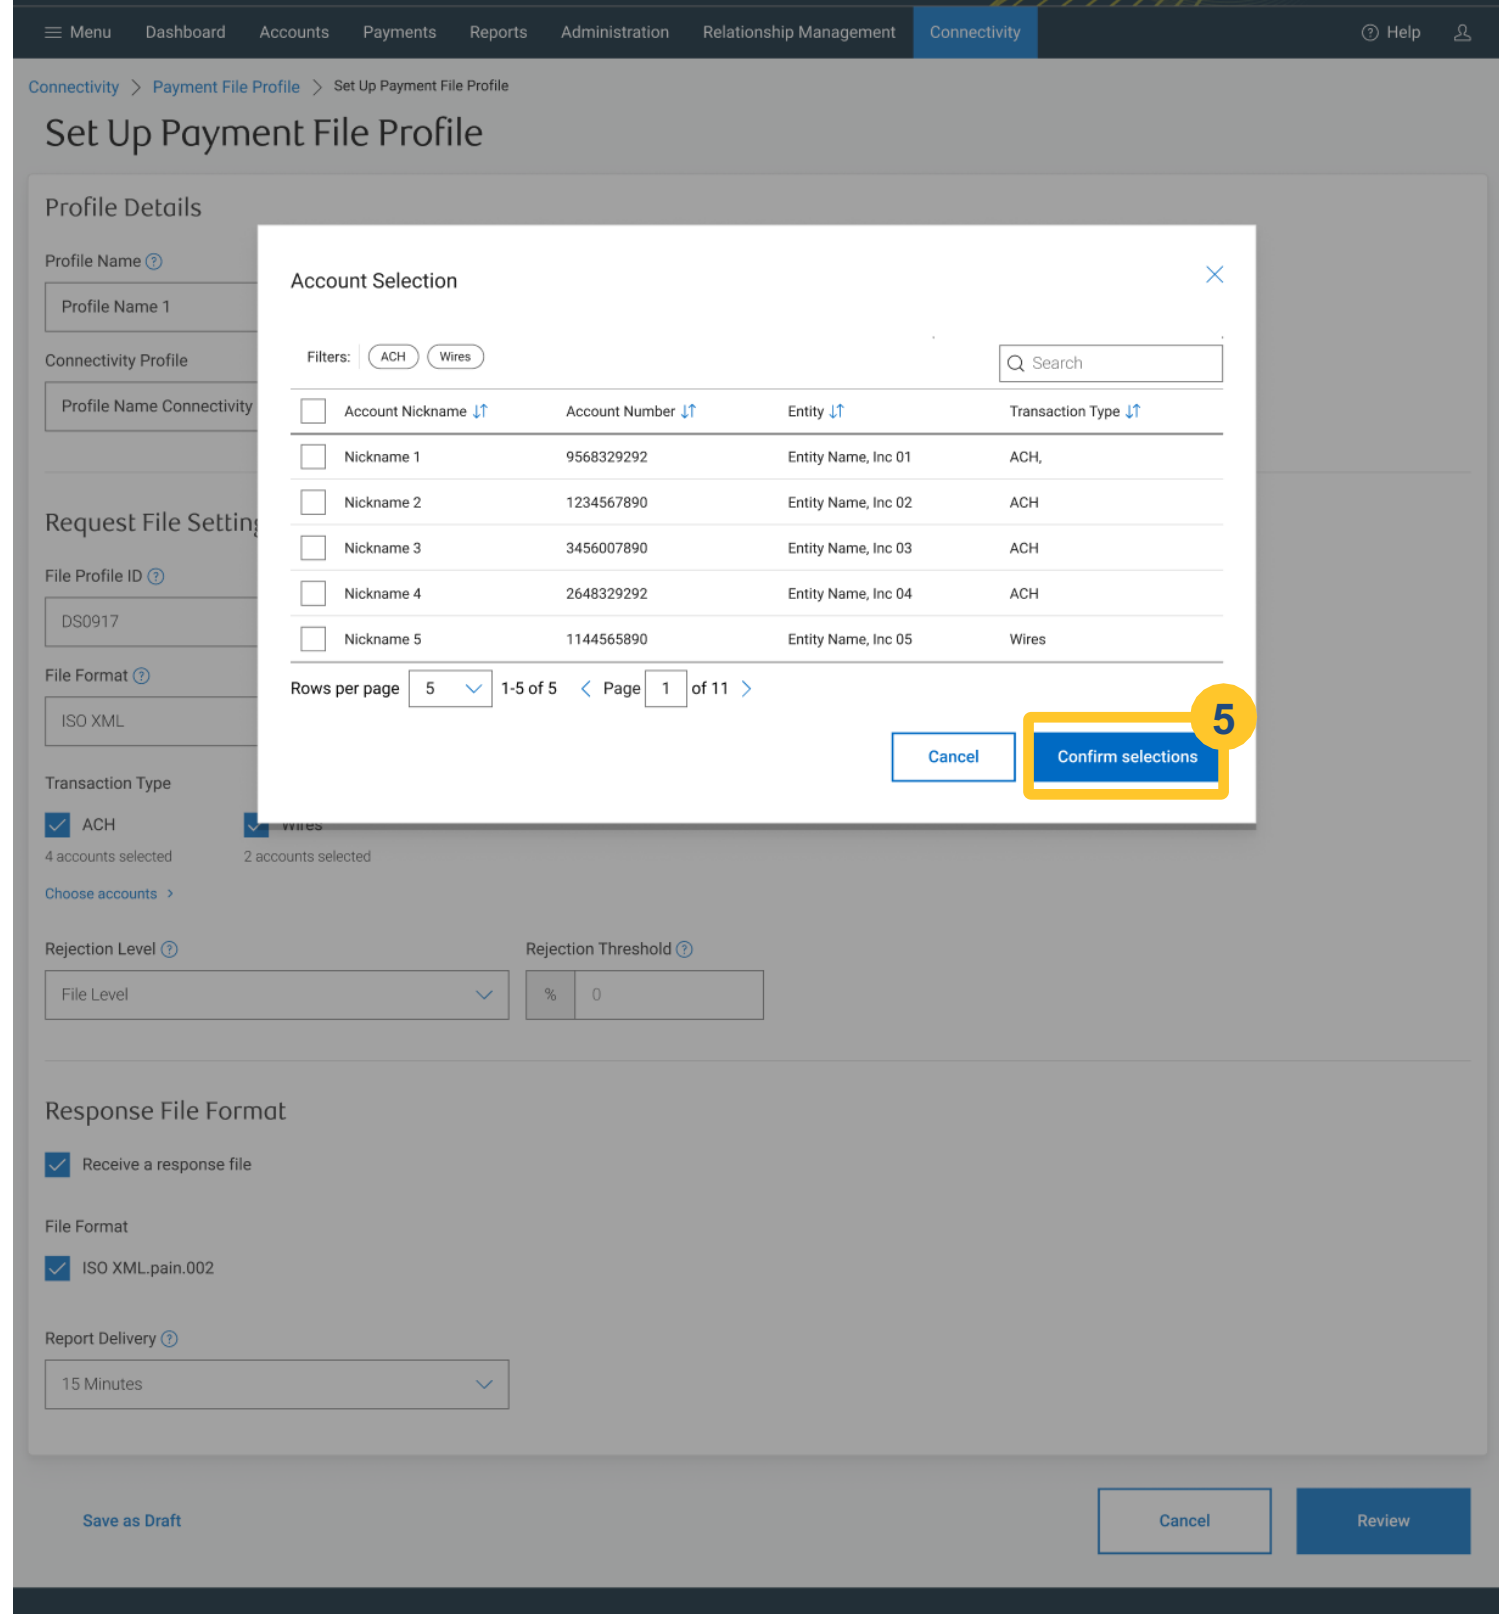 Menu Dashboard Accounts Payments Reports Administration Relationship Management Connectivity Help
Connectivity > Payment File Profile > Set Up Payment File Profile
Set Up Payment File Profile
Profile Details
Profile Name
Profile Name 1
Connectivity Profile
Profile Name Connectivity
Account Selection
Filters: ACH Wires Search
Account Nickname Account Number Entity Transaction Type
Nickname 1 9568329292 Entity Name, Inc 01 ACH,
Nickname 2 1234567890 Entity Name, Inc 02 ACH
Nickname 3 3456007890 Entity Name, Inc 03 ACH
Nickname 4 2648329292 Entity Name, Inc 04 ACH
Nickname 5 1144565890 Entity Name, Inc 05 Wires
Rows per page 5 1-5 of 5 < Page 1 of 11 >
5
Cancel Confirm selections
Request File Setting
File Profile ID
DS0917
File Format
ISO XML
Transaction Type
ACH Wires
4 accounts selected 2 accounts selected
Choose accounts >
Rejection Level Rejection Threshold
File Level % 0
Response File Format
Receive a response file
File Format
ISO XML.pain.002
Report Delivery
15 Minutes
Save as Draft Cancel Review